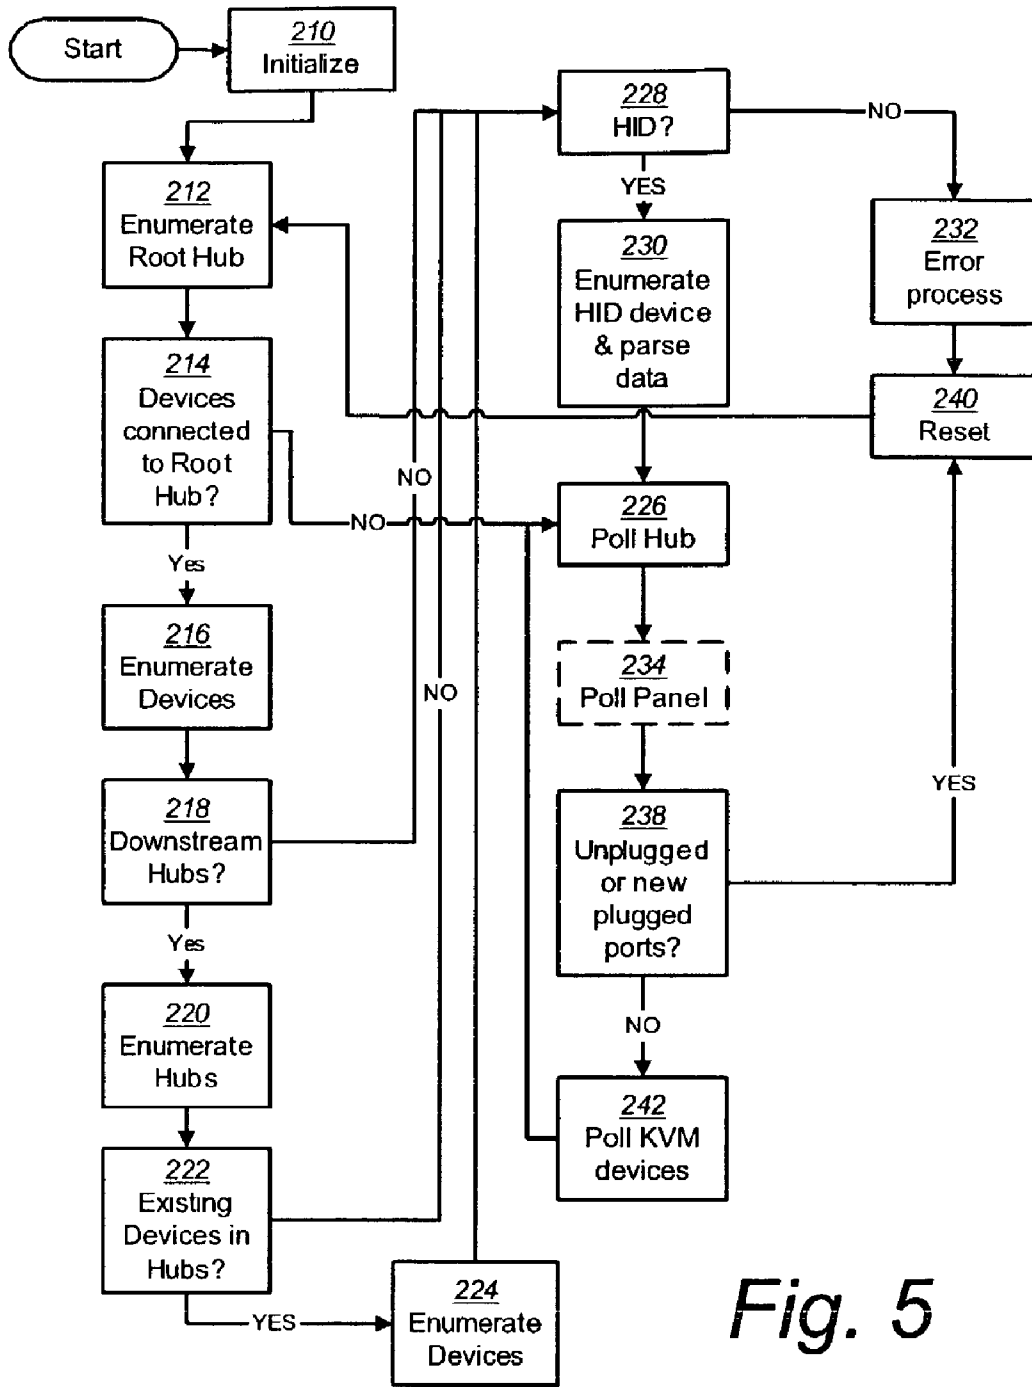 Start
210
Initialize
212
Enumerate
Root Hub
214
Devices
connected
to Root
Hub?
NO
Yes
216
Enumerate
Devices
218
Downstream
Hubs?
NO
Yes
220
Enumerate
Hubs
222
Existing
Devices in
Hubs?
NO
YES
224
Enumerate
Devices
228
HID?
NO
YES
230
Enumerate
HID device
& parse
data
232
Error
process
240
Reset
226
Poll Hub
234
Poll Panel
238
Unplugged
or new
plugged
ports?
YES
NO
242
Poll KVM
devices
Fig. 5